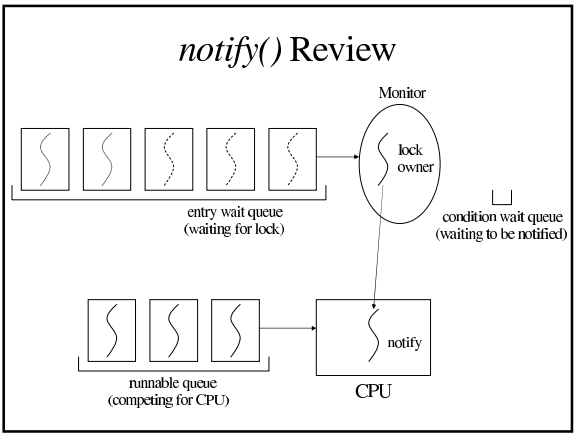 notify() Review
Monitor
lock
owner
entry wait queue
(waiting for lock)
condition wait queue
(waiting to be notified)
notify
runnable queue
(competing for CPU)
CPU